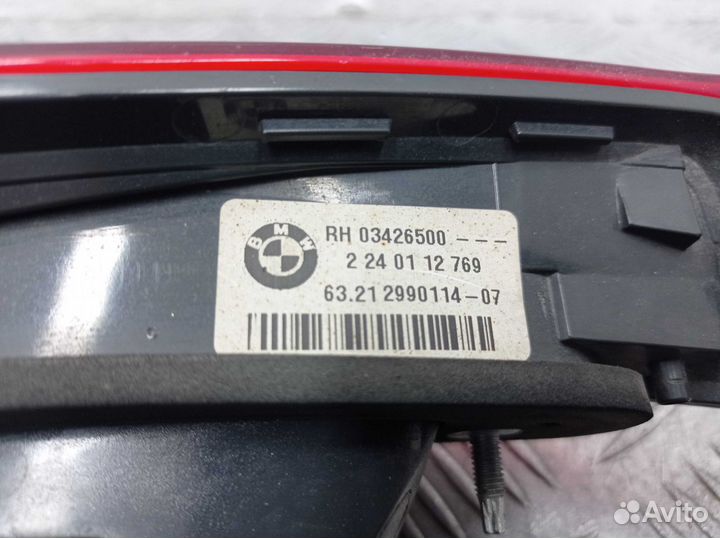 BMW
RH 03426500 ---
2 24 01 12 769
63.21 2990114-07
Avito